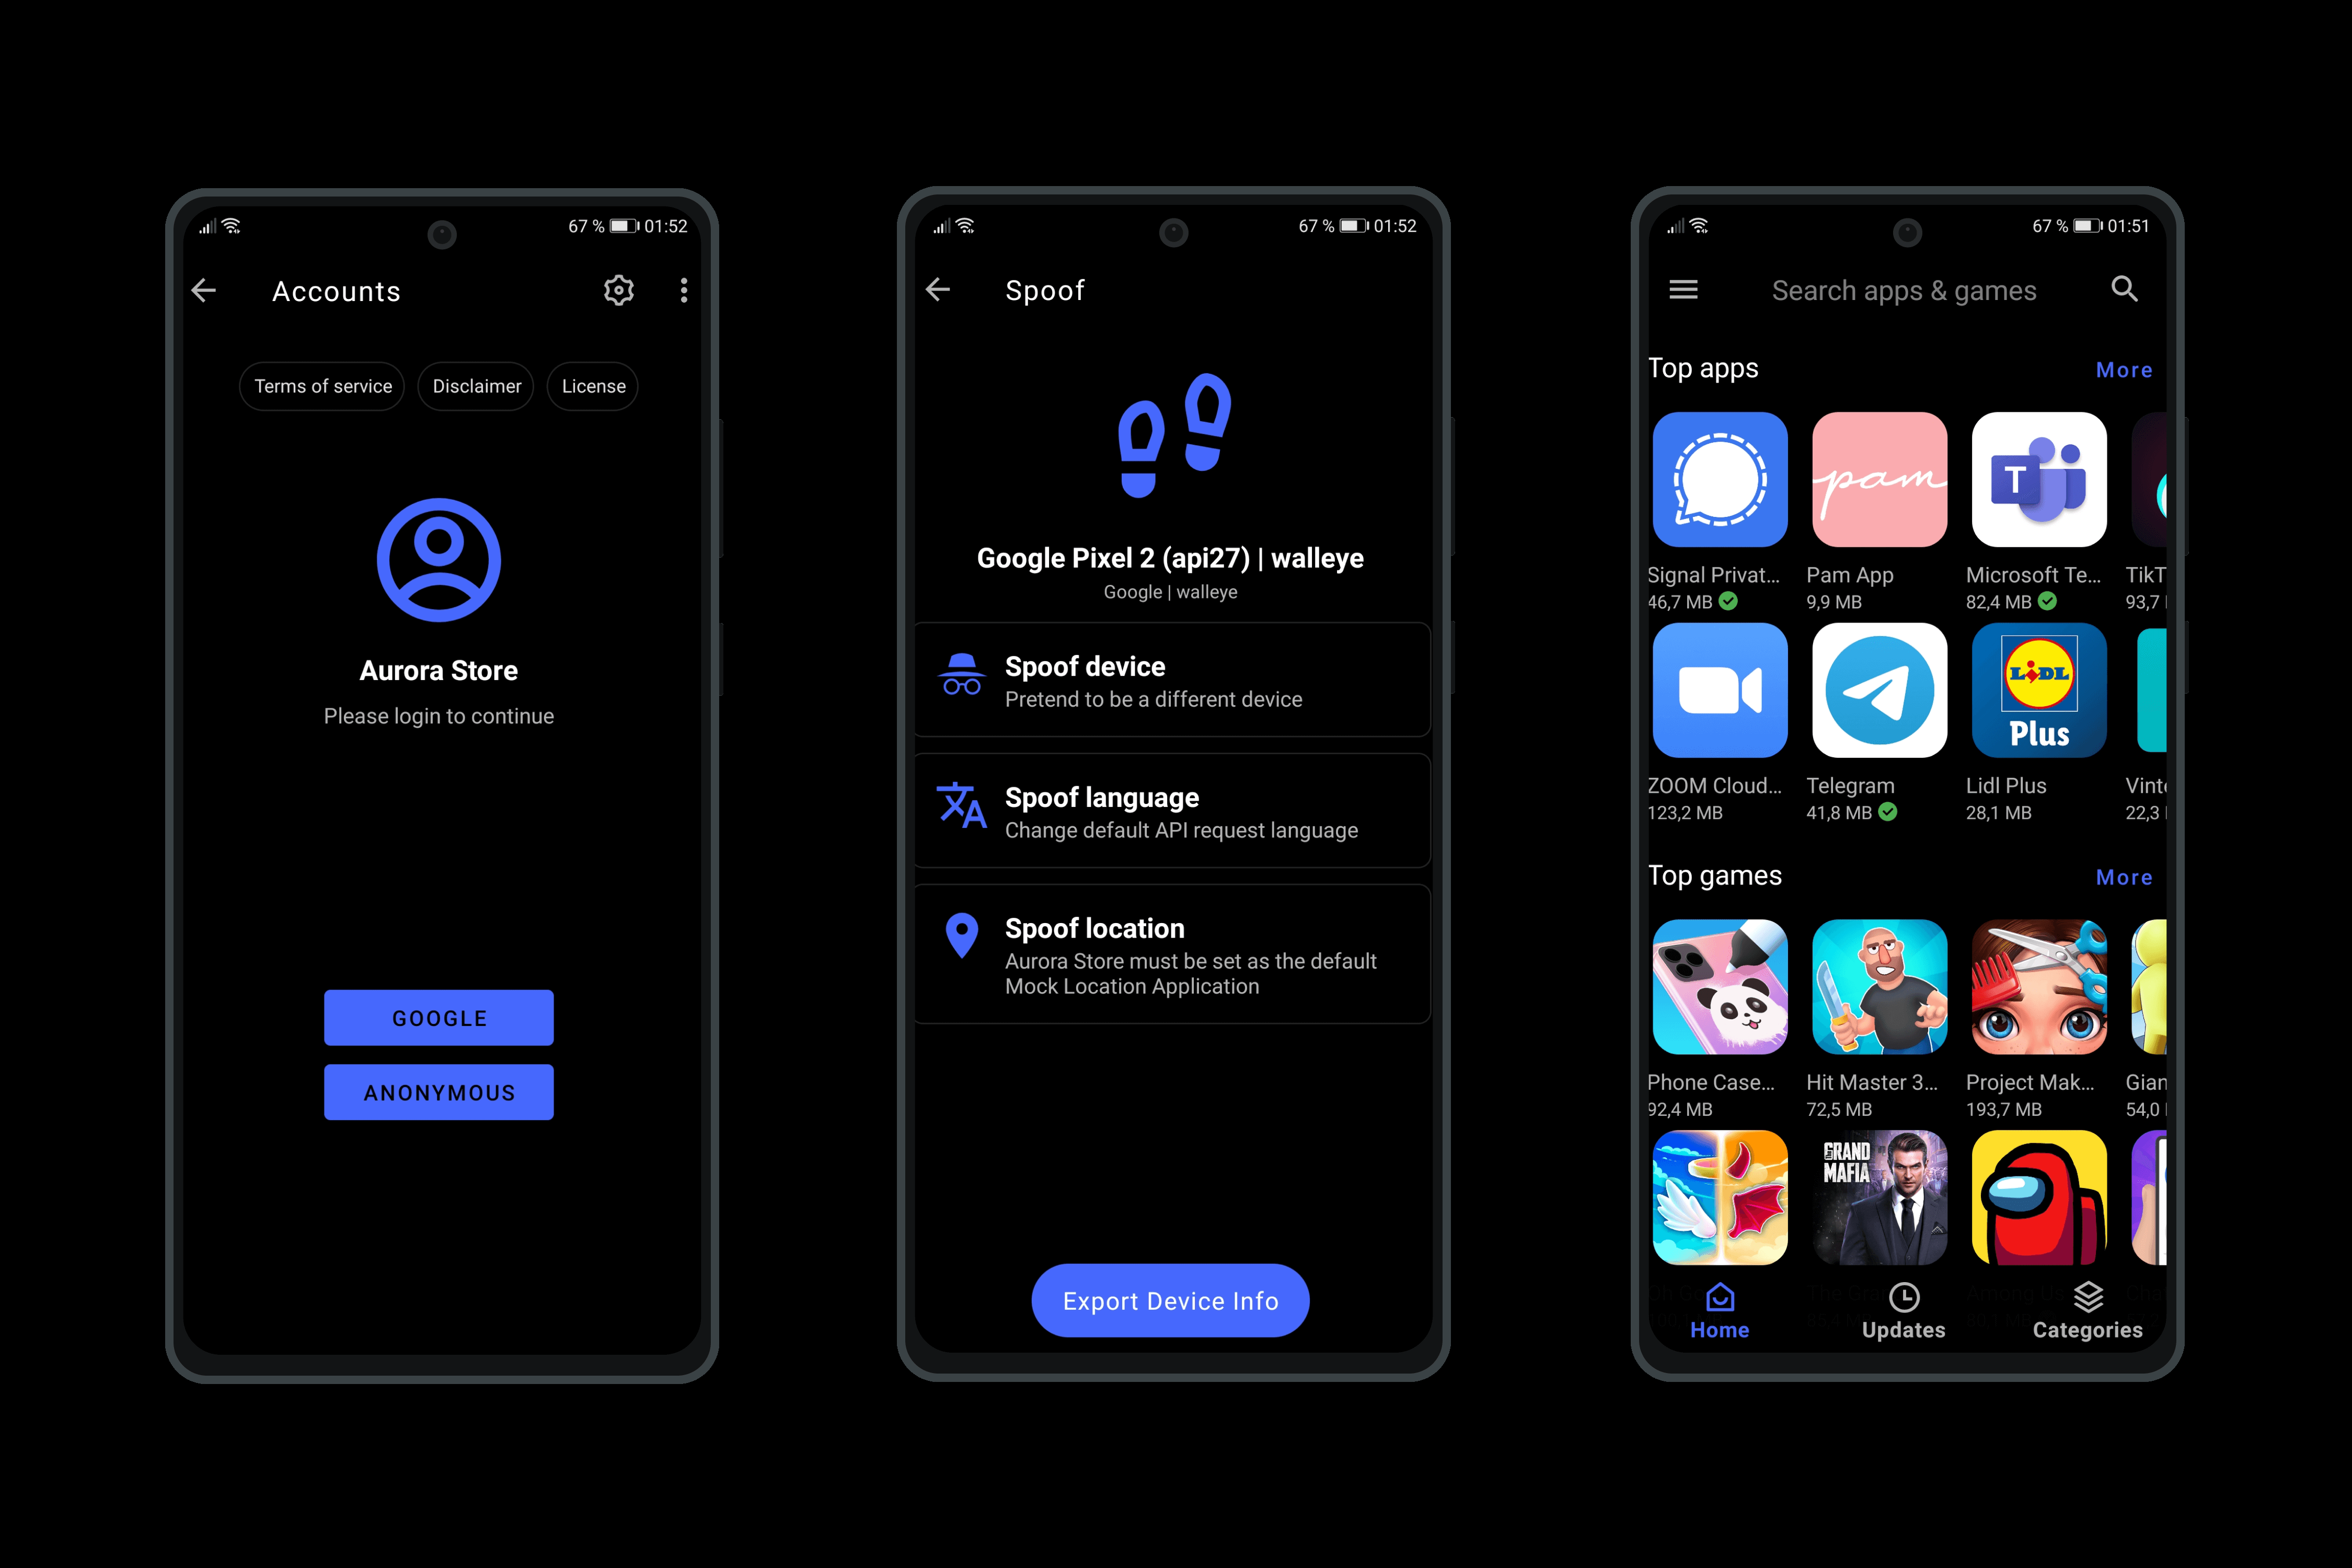 67 % 01:52
Accounts
Terms of service Disclaimer License
Aurora Store
Please login to continue
GOOGLE
ANONYMOUS
67 % 01:52
Spoof
Google Pixel 2 (api27) | walleye
Google | walleye
Spoof device
Pretend to be a different device
Spoof language
Change default API request language
Spoof location
Aurora Store must be set as the default
Mock Location Application
Export Device Info
67 % 01:51
Search apps & games
Top apps More
pam T
Signal Privat... Pam App Microsoft Te... TikT
46,7 MB 9,9 MB 82,4 MB 93,7
LIDL
Plus
ZOOM Cloud... Telegram Lidl Plus Vinte
123,2 MB 41,8 MB 28,1 MB 22,3
Top games More
Phone Case... Hit Master 3... Project Mak... Gian
92,4 MB 72,5 MB 193,7 MB 54,0
THE GRAND
MAFIA
Home Updates Categories